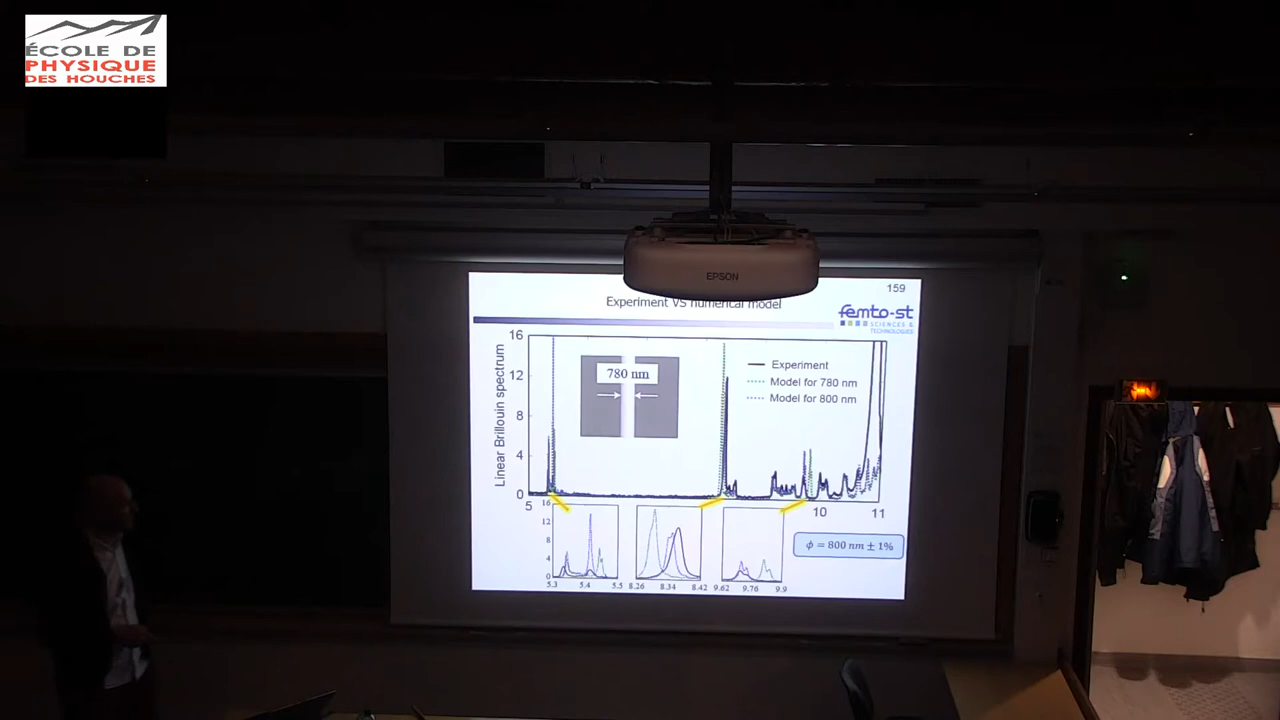 ÉCOLE DE
PHYSIQUE
DES HOUCHES
EPSON
159
Experiment VS numerical model
femto-st
SCIENCES &
TECHNOLOGIES
Linear Brillouin spectrum
16
12
8
4
0
780 nm
Experiment
Model for 780 nm
Model for 800 nm
5
10
11
16
12
8
4
0
5.3
5.4
5.5
8.26
8.34
8.42
9.62
9.76
9.9
ϕ = 800 nm ± 1%